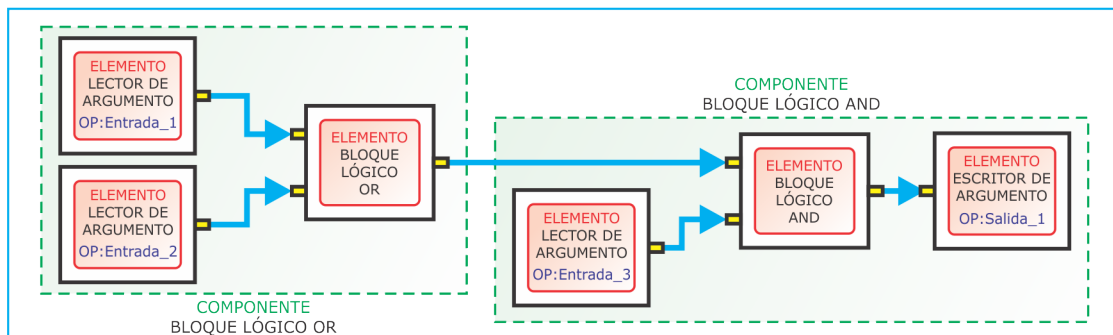 ELEMENTO
LECTOR DE
ARGUMENTO
OP:Entrada_1
ELEMENTO
LECTOR DE
ARGUMENTO
OP:Entrada_2
ELEMENTO
BLOQUE
LÓGICO
OR
COMPONENTE
BLOQUE LÓGICO OR
COMPONENTE
BLOQUE LÓGICO AND
ELEMENTO
LECTOR DE
ARGUMENTO
OP:Entrada_3
ELEMENTO
BLOQUE
LÓGICO
AND
ELEMENTO
ESCRITOR DE
ARGUMENTO
OP:Salida_1